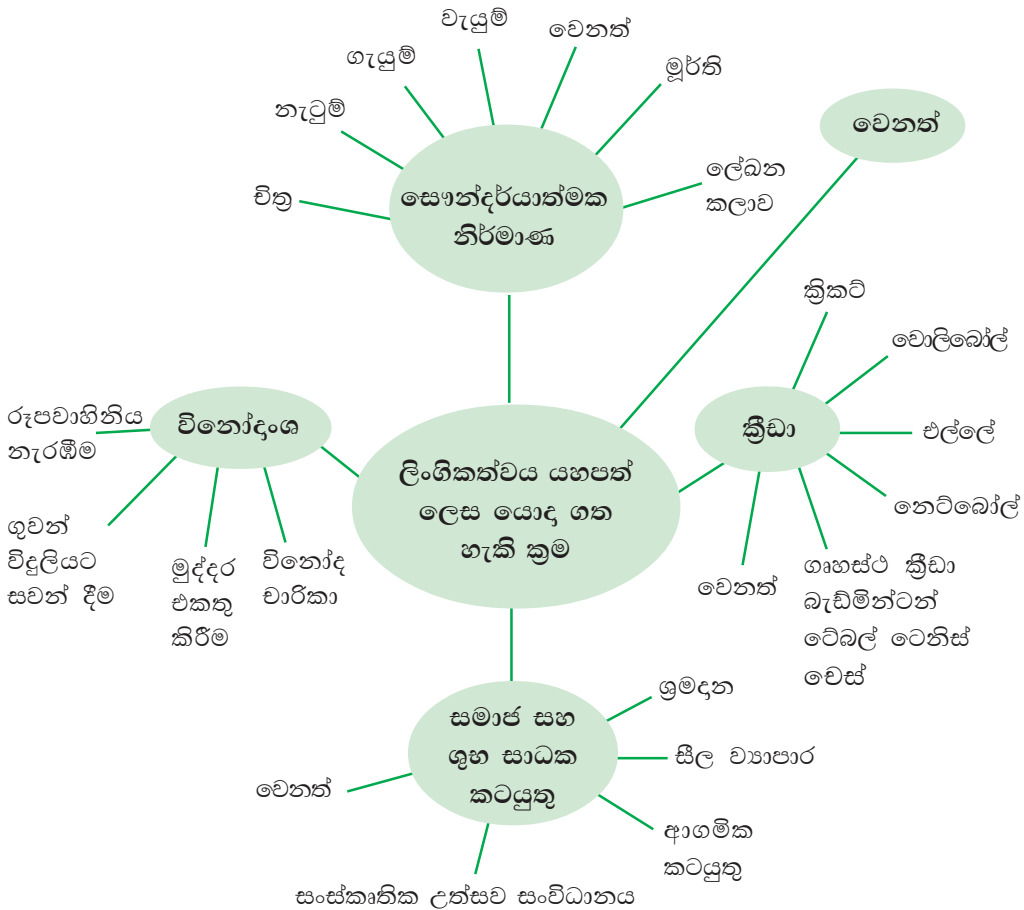 වැයුම්
වෙනත්
ගැයුම්
මූර්ති
නැටුම්
වෙනත්
ලේඛන
කලාව
චිත්‍ර
සෞන්දර්යාත්මක
නිර්මාණ
ක්‍රිකට්
වොලිබෝල්
රූපවාහිනිය
නැරඹීම
විනෝදාංශ
ක්‍රීඩා
එල්ලේ
ලිංගිකත්වය යහපත්
ලෙස යොදා ගත
හැකි ක්‍රම
නෙට්බෝල්
ගුවන්
විදුලියට
සවන් දීම
මුද්දර
එකතු
කිරීම
විනෝද
චාරිකා
වෙනත්
ගෘහස්ථ ක්‍රීඩා
බැඩ්මින්ටන්
ටේබල් ටෙනිස්
චෙස්
සමාජ සහ
ශුභ සාධක
කටයුතු
ශ්‍රමදාන
සීල ව්‍යාපාර
වෙනත්
ආගමික
කටයුතු
සංස්කෘතික උත්සව සංවිධානය